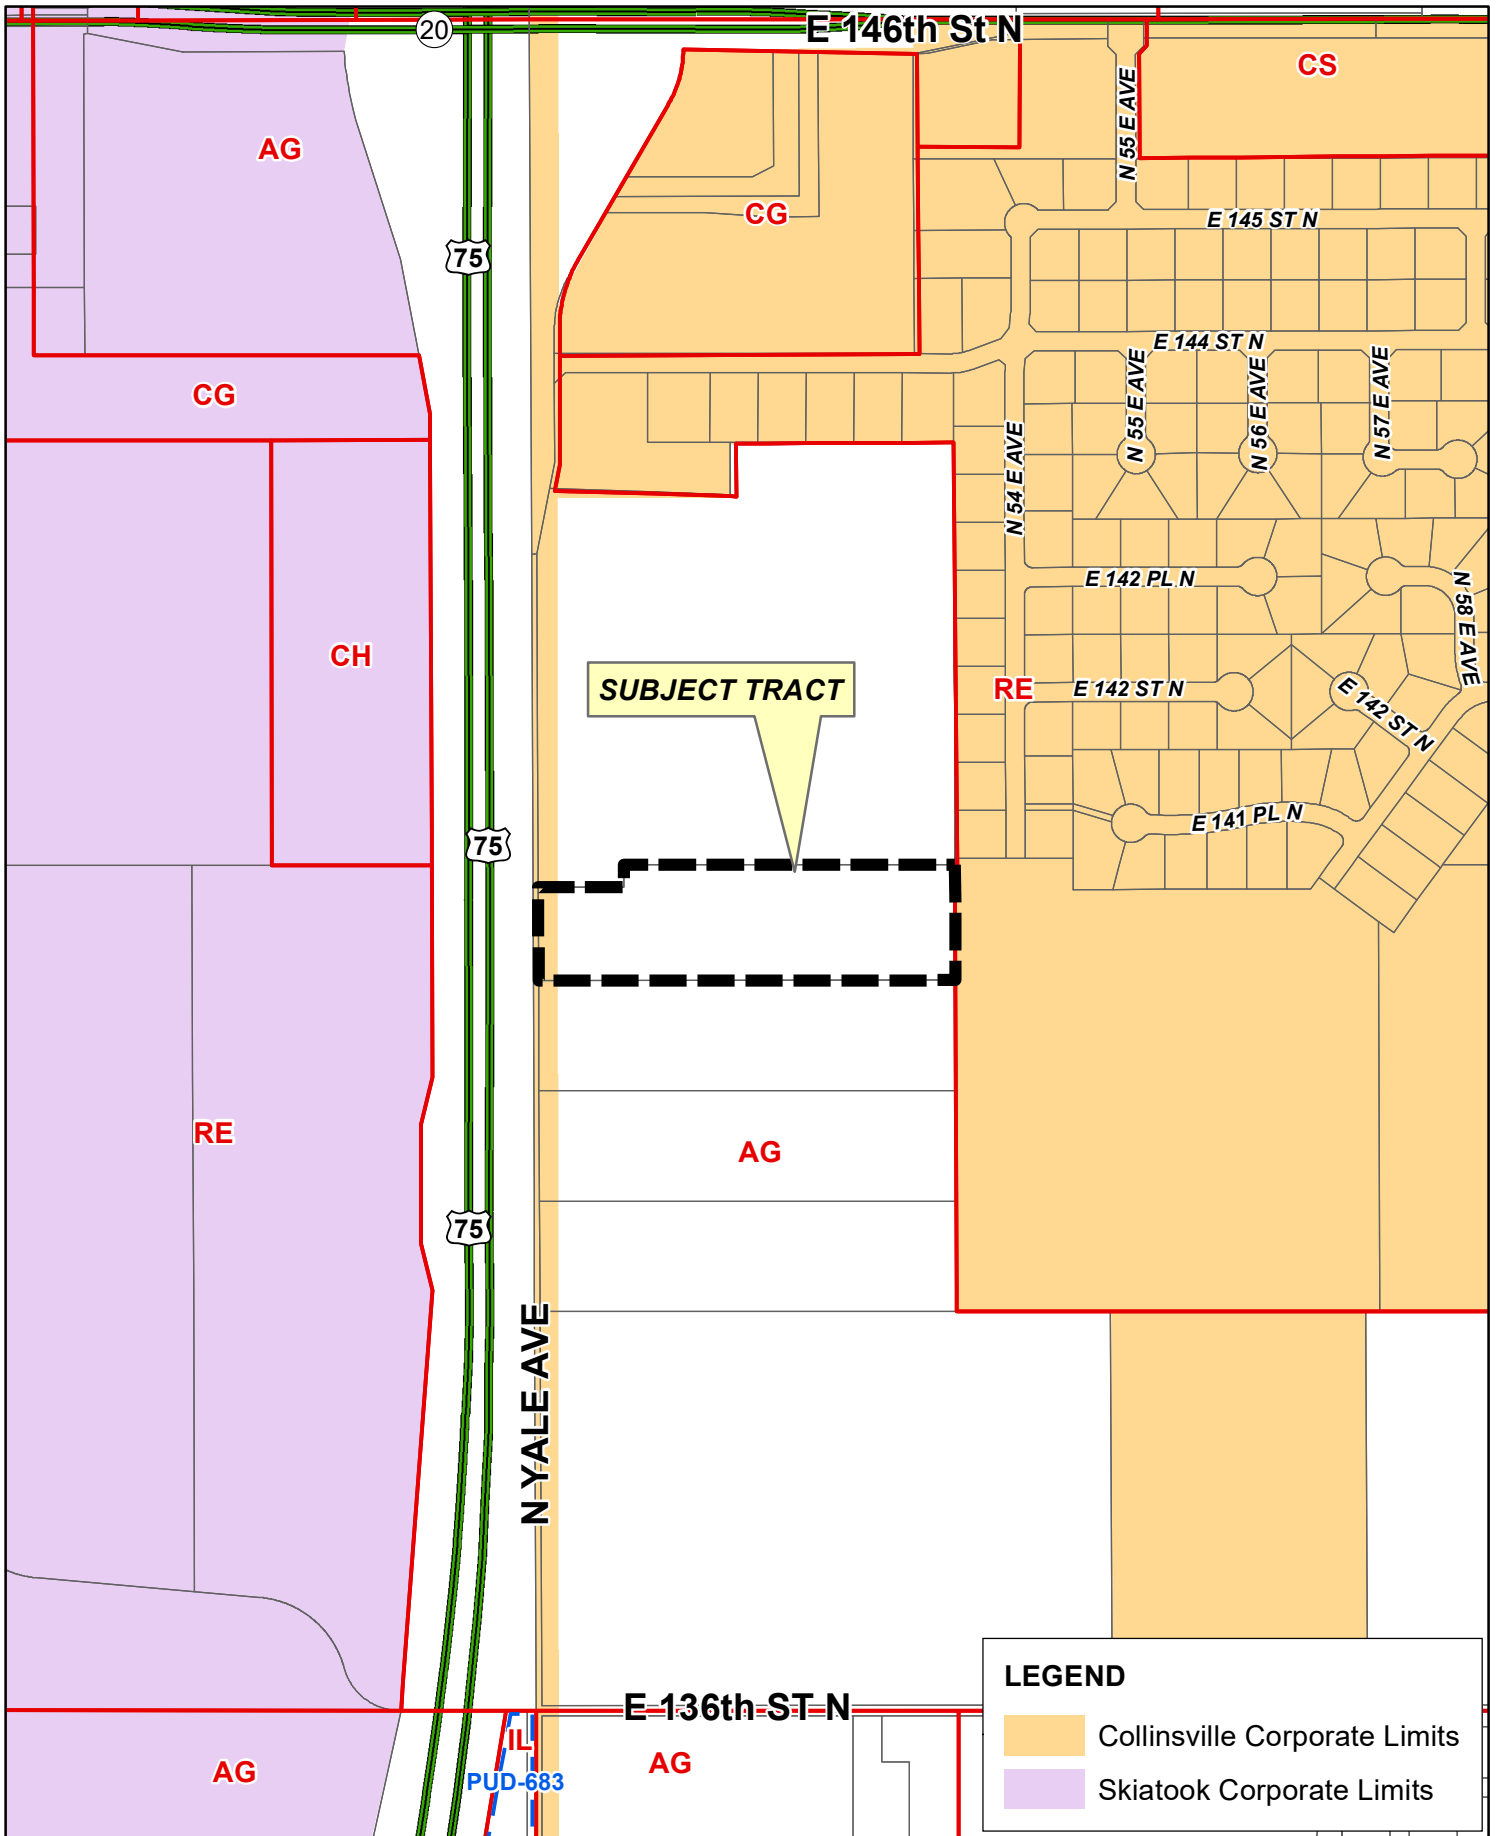 E 146th St N
20
CS
N 55 E AVE
AG
CG
E 145 ST N
75
E 144 ST N
CG
N 55 E AVE
N 56 E AVE
N 57 E AVE
N 54 E AVE
E 142 PL N
N 58 E AVE
CH
SUBJECT TRACT
RE
E 142 ST N
E 142 ST N
E 141 PL N
75
RE
AG
75
N YALE AVE
E 136th ST N
IL
AG
AG
PUD-683
LEGEND
Collinsville Corporate Limits
Skiatook Corporate Limits